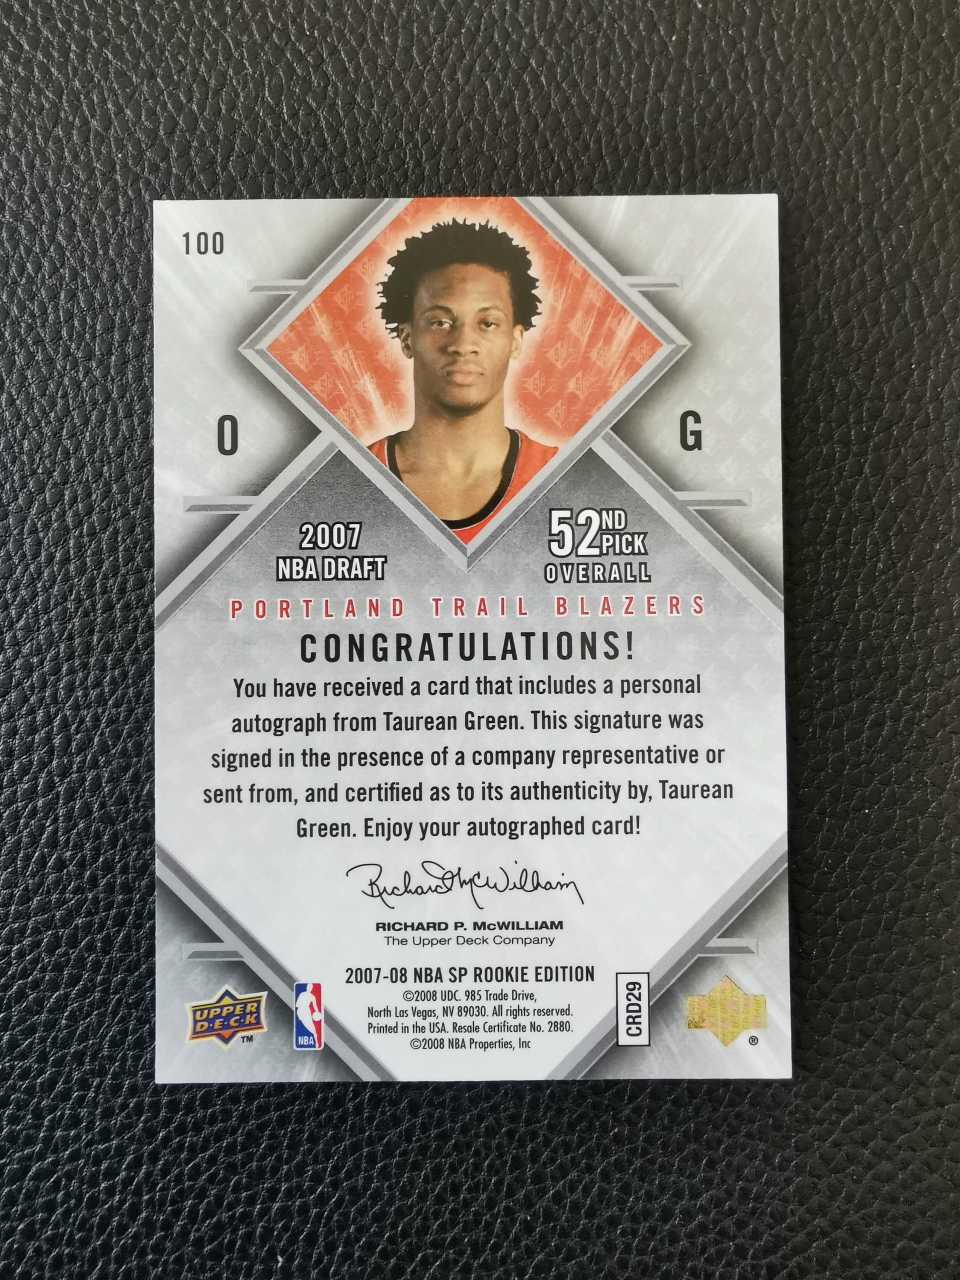 100
0
G
2007
NBA DRAFT
52ND PICK
OVERALL
PORTLAND TRAIL BLAZERS
CONGRATULATIONS!
You have received a card that includes a personal
autograph from Taurean Green. This signature was
signed in the presence of a company representative or
sent from, and certified as to its authenticity by, Taurean
Green. Enjoy your autographed card!
Richard McWilliam
RICHARD P. McWILLIAM
The Upper Deck Company
2007-08 NBA SP ROOKIE EDITION
©2008 UDC. 985 Trade Drive,
North Las Vegas, NV 89030. All rights reserved.
Printed in the USA. Resale Certificate No. 2880.
©2008 NBA Properties, Inc
UPPER
DECK
TM
NBA
CRD29
®